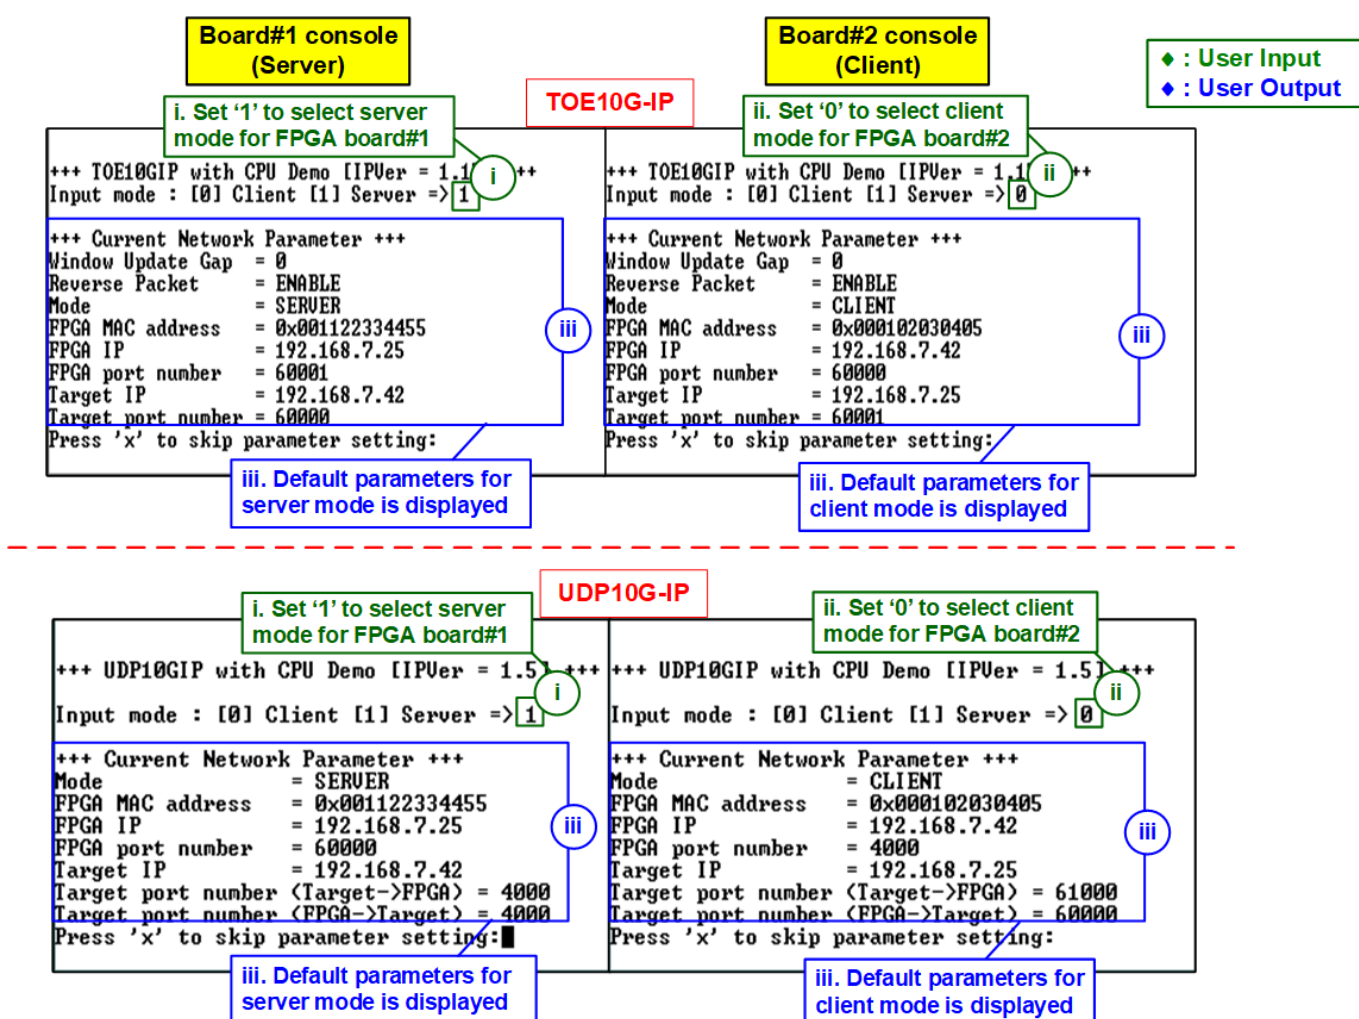 Board#1 console
(Server)
Board#2 console
(Client)
♦ : User Input
♦ : User Output
TOE10G-IP
i. Set ‘1’ to select server
mode for FPGA board#1
ii. Set ‘0’ to select client
mode for FPGA board#2
+++ TOE10GIP with CPU Demo [IPVer = 1.1 ++
i
Input mode : [0] Client [1] Server => 1
+++ Current Network Parameter +++
Window Update Gap = 0
Reverse Packet = ENABLE
Mode = SERVER
FPGA MAC address = 0x001122334455
FPGA IP = 192.168.7.25
FPGA port number = 60001
Target IP = 192.168.7.42
Target port number = 60000
Press 'x' to skip parameter setting:
iii
iii. Default parameters for
server mode is displayed
+++ TOE10GIP with CPU Demo [IPVer = 1.1 ++
ii
Input mode : [0] Client [1] Server => 0
+++ Current Network Parameter +++
Window Update Gap = 0
Reverse Packet = ENABLE
Mode = CLIENT
FPGA MAC address = 0x000102030405
FPGA IP = 192.168.7.42
FPGA port number = 60000
Target IP = 192.168.7.25
Target port number = 60001
Press 'x' to skip parameter setting:
iii
iii. Default parameters for
client mode is displayed
UDP10G-IP
i. Set ‘1’ to select server
mode for FPGA board#1
ii. Set ‘0’ to select client
mode for FPGA board#2
+++ UDP10GIP with CPU Demo [IPVer = 1.5] +++
i
Input mode : [0] Client [1] Server => 1
+++ Current Network Parameter +++
Mode = SERVER
FPGA MAC address = 0x001122334455
FPGA IP = 192.168.7.25
FPGA port number = 60000
Target IP = 192.168.7.42
Target port number (Target->FPGA) = 4000
Target port number (FPGA->Target) = 4000
Press 'x' to skip parameter setting:
iii
iii. Default parameters for
server mode is displayed
+++ UDP10GIP with CPU Demo [IPVer = 1.5] +++
ii
Input mode : [0] Client [1] Server => 0
+++ Current Network Parameter +++
Mode = CLIENT
FPGA MAC address = 0x000102030405
FPGA IP = 192.168.7.42
FPGA port number = 4000
Target IP = 192.168.7.25
Target port number (Target->FPGA) = 61000
Target port number (FPGA->Target) = 60000
Press 'x' to skip parameter setting:
iii
iii. Default parameters for
client mode is displayed